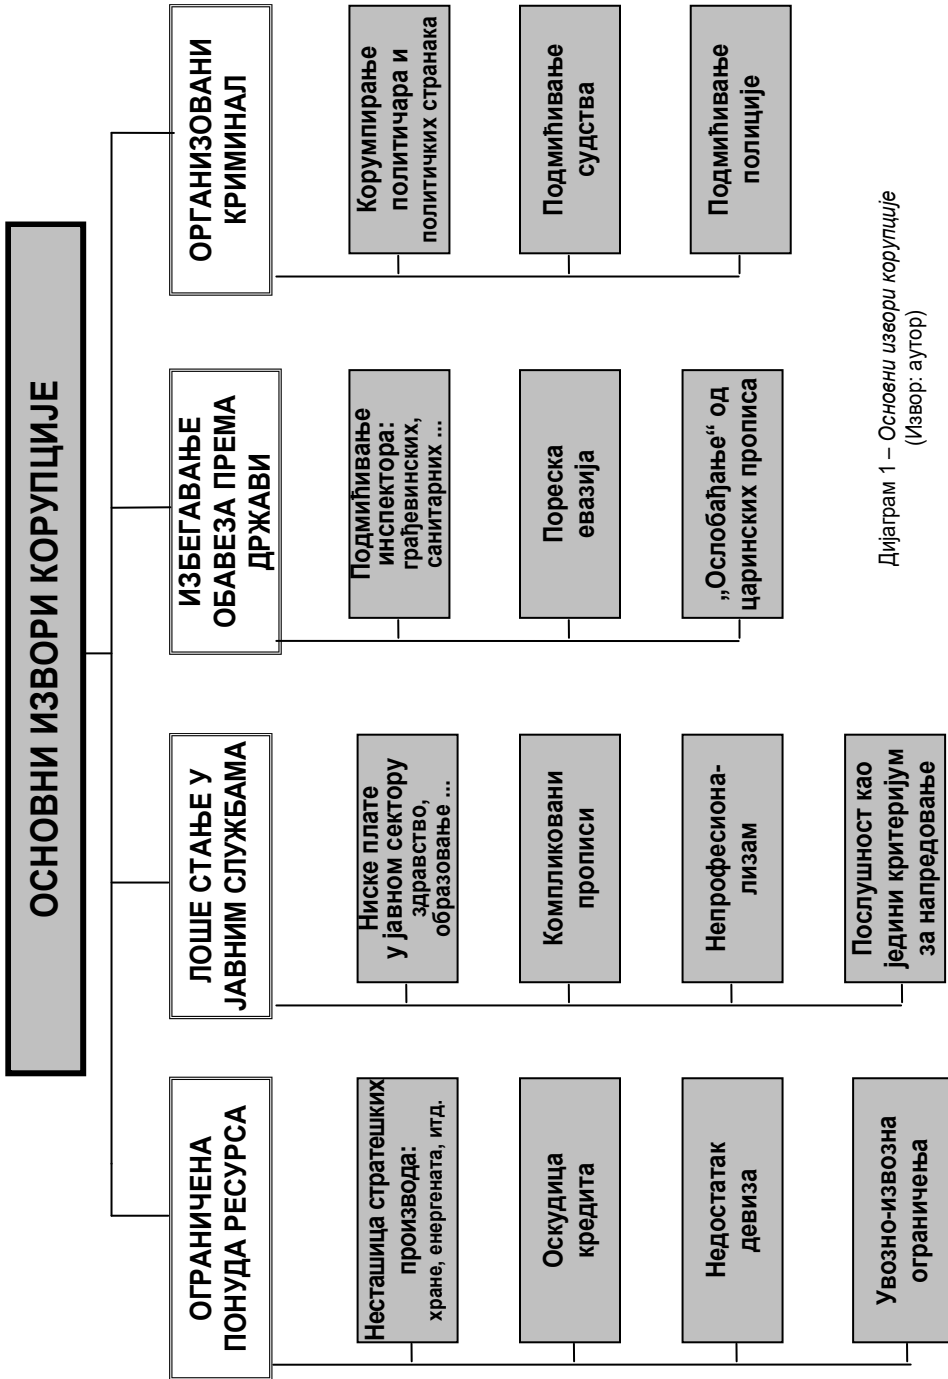 ОСНОВНИ ИЗВОРИ КОРУПЦИЈЕ
ОГРАНИЧЕНА
ПОНУДА РЕСУРСА
Несташица стратешких
производа:
хране, енергената, итд.
Оскудица
кредита
Недостатак
девиза
Увозно-извозна
ограничења
ЛОШЕ СТАЊЕ У
ЈАВНИМ СЛУЖБАМА
Ниске плате
у јавном сектору
здравство,
образовање ...
Компликовани
прописи
Непрофесиона-
лизам
Послушност као
једини критеријум
за напредовање
ИЗБЕГАВАЊЕ
ОБАВЕЗА ПРЕМА
ДРЖАВИ
Подмићивање
инспектора:
грађевинских,
санитарних ...
Пореска
евазија
„Ослобађање“ од
царинских прописа
ОРГАНИЗОВАНИ
КРИМИНАЛ
Корумпирање
политичара и
политичких странака
Подмићивање
судства
Подмићивање
полиције
Дијаграм 1 – Основни извори корупције
(Извор: аутор)